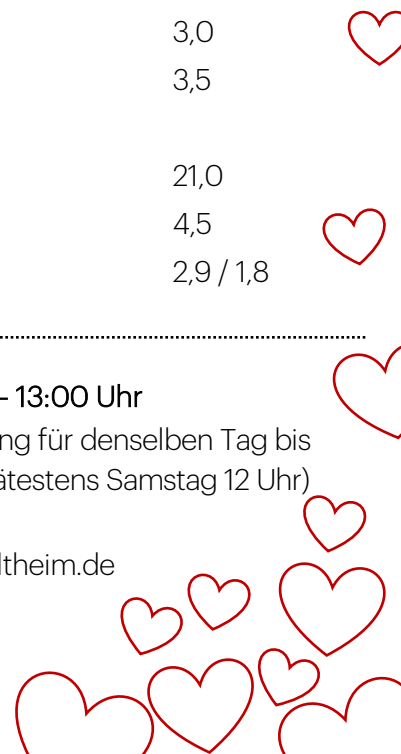 3,0
3,5
21,0
4,5
2,9 / 1,8
– 13:00 Uhr
ng für denselben Tag bis
ätestens Samstag 12 Uhr)
ltheim.de